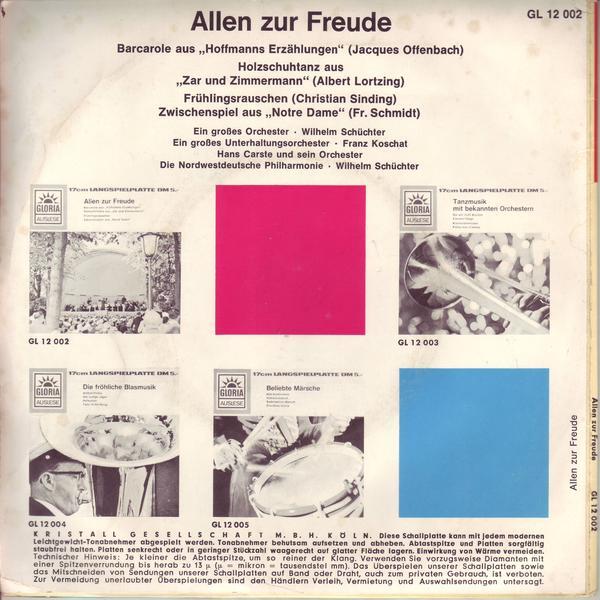 Allen zur Freude
GL 12 002
Barcarole aus „Hoffmanns Erzählungen“ (Jacques Offenbach)
Holzschuhtanz aus
„Zar und Zimmermann“ (Albert Lortzing)
Frühlingsrauschen (Christian Sinding)
Zwischenspiel aus „Notre Dame“ (Fr. Schmidt)
Ein großes Orchester · Wilhelm Schüchter
Ein großes Unterhaltungsorchester · Franz Koschat
Hans Carste und sein Orchester
Die Nordwestdeutsche Philharmonie · Wilhelm Schüchter
17cm LANGSPIELPLATTE DM 5.-
GLORIA
AUSLESE
Allen zur Freude
GL 12 002
17cm LANGSPIELPLATTE DM 5.-
GLORIA
AUSLESE
Tanzmusik
mit bekannten Orchestern
GL 12 003
17cm LANGSPIELPLATTE DM 5.-
GLORIA
AUSLESE
Die fröhliche Blasmusik
GL 12 004
17cm LANGSPIELPLATTE DM 5.-
GLORIA
AUSLESE
Beliebte Märsche
GL 12 005
Allen zur Freude
Allen zur Freude
GL 12 002
KRISTALL GESELLSCHAFT M.B.H. KÖLN. Diese Schallplatte kann mit jedem modernen
Leichtgewicht-Tonabnehmer abgespielt werden. Tonabnehmer behutsam aufsetzen und abheben. Abtastspitze und Platten sorgfältig
staubfrei halten. Platten senkrecht oder in geringer Stückzahl waagerecht auf glatter Fläche lagern. Einwirkung von Wärme vermeiden.
Technischer Hinweis: Je kleiner die Abtastspitze, um so reiner der Klang. Verwenden Sie vorzugsweise Diamanten mit
einer Spitzenverrundung bis herab zu 13 µ (µ = mikron = tausendstel mm). Das Überspielen unserer Schallplatten sowie
das Mitschneiden von Sendungen unserer Schallplatten auf Band oder Draht, auch zum privaten Gebrauch, ist verboten.
Zur Vermeidung unerlaubter Überspielungen sind den Händlern Verleih, Vermietung und Auswahlsendungen untersagt.